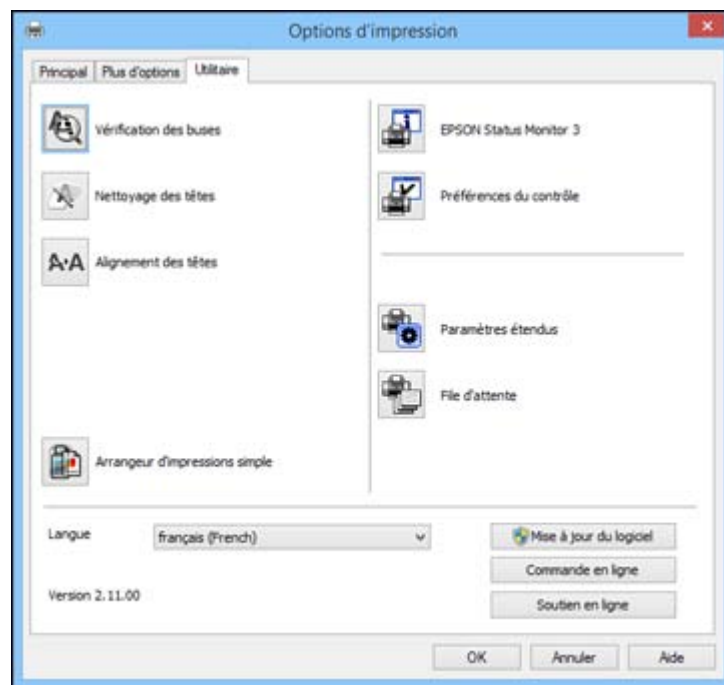 Options d'impression
Principal
Plus d'options
Utilitaire
Vérification des buses
Nettoyage des têtes
A·A Alignement des têtes
Arrangeur d'impressions simple
EPSON Status Monitor 3
Préférences du contrôle
Paramètres étendus
File d'attente
Langue
français (French)
Version 2.11.00
Mise à jour du logiciel
Commande en ligne
Soutien en ligne
OK
Annuler
Aide